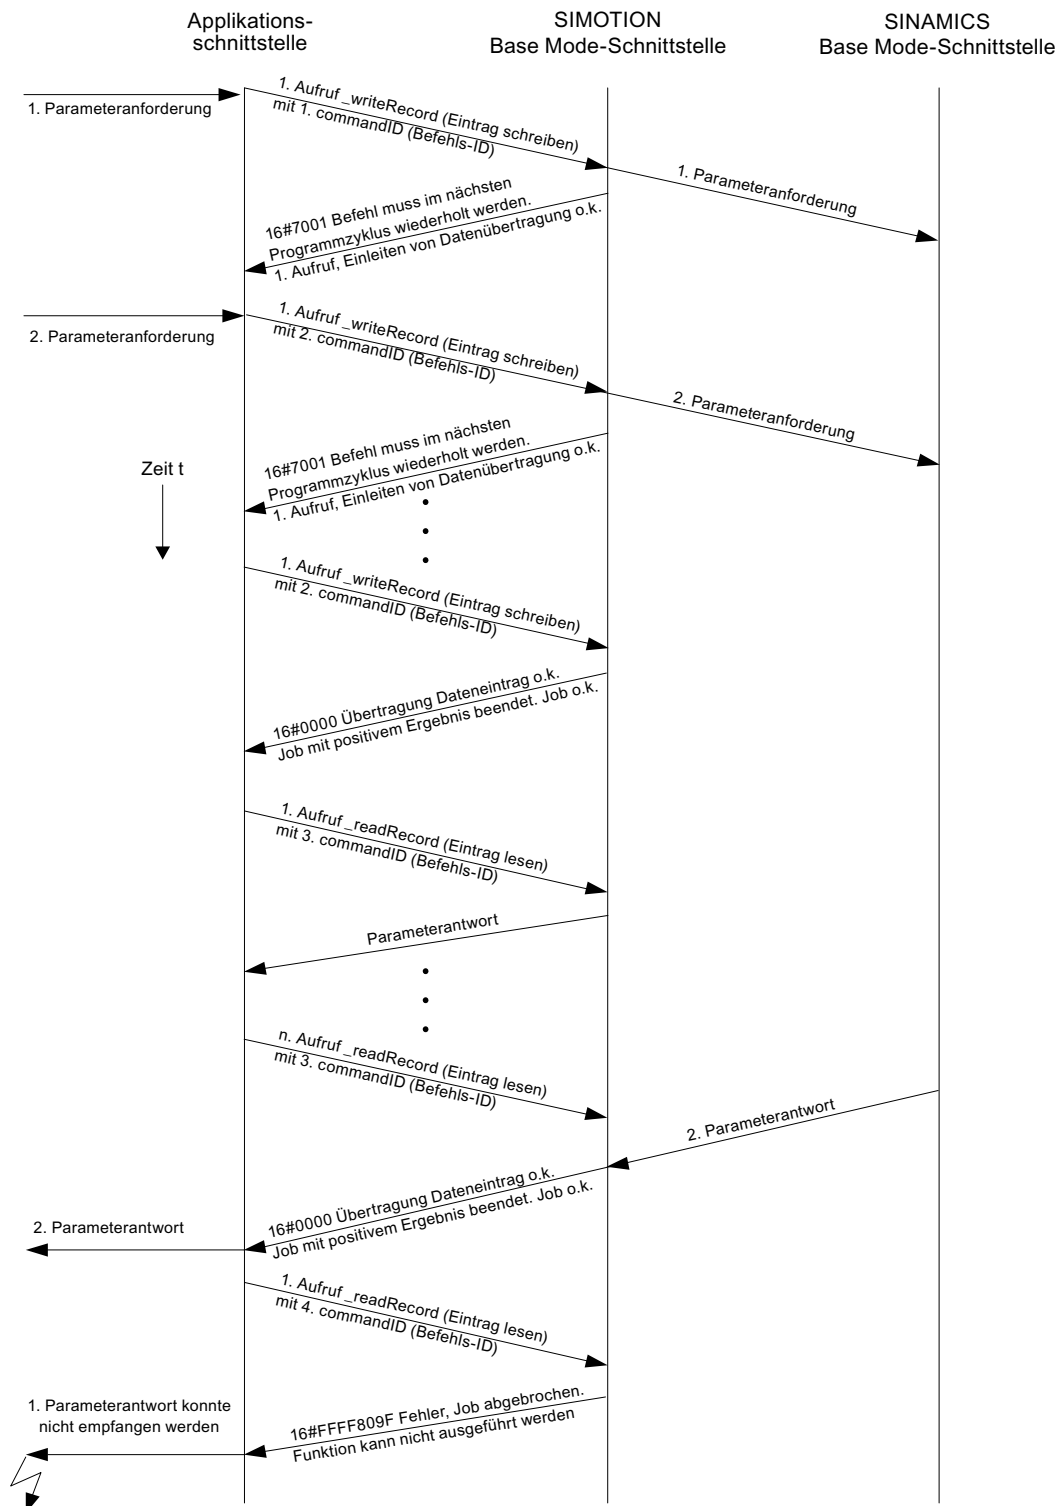 Applikations-
schnittstelle
SIMOTION
Base Mode-Schnittstelle
SINAMICS
Base Mode-Schnittstelle
1. Parameteranforderung
1. Aufruf _writeRecord (Eintrag schreiben)
mit 1. commandID (Befehls-ID)
1. Parameteranforderung
16#7001 Befehl muss im nächsten
Programmzyklus wiederholt werden.
1. Aufruf, Einleiten von Datenübertragung o.k.
2. Parameteranforderung
1. Aufruf _writeRecord (Eintrag schreiben)
mit 2. commandID (Befehls-ID)
2. Parameteranforderung
16#7001 Befehl muss im nächsten
Programmzyklus wiederholt werden.
1. Aufruf, Einleiten von Datenübertragung o.k.
Zeit t
1. Aufruf _writeRecord (Eintrag schreiben)
mit 2. commandID (Befehls-ID)
16#0000 Übertragung Dateneintrag o.k.
Job mit positivem Ergebnis beendet. Job o.k.
1. Aufruf _readRecord (Eintrag lesen)
mit 3. commandID (Befehls-ID)
Parameterantwort
n. Aufruf _readRecord (Eintrag lesen)
mit 3. commandID (Befehls-ID)
2. Parameterantwort
16#0000 Übertragung Dateneintrag o.k.
Job mit positivem Ergebnis beendet. Job o.k.
2. Parameterantwort
1. Aufruf _readRecord (Eintrag lesen)
mit 4. commandID (Befehls-ID)
1. Parameterantwort konnte
nicht empfangen werden
16#FFFF809F Fehler, Job abgebrochen.
Funktion kann nicht ausgeführt werden